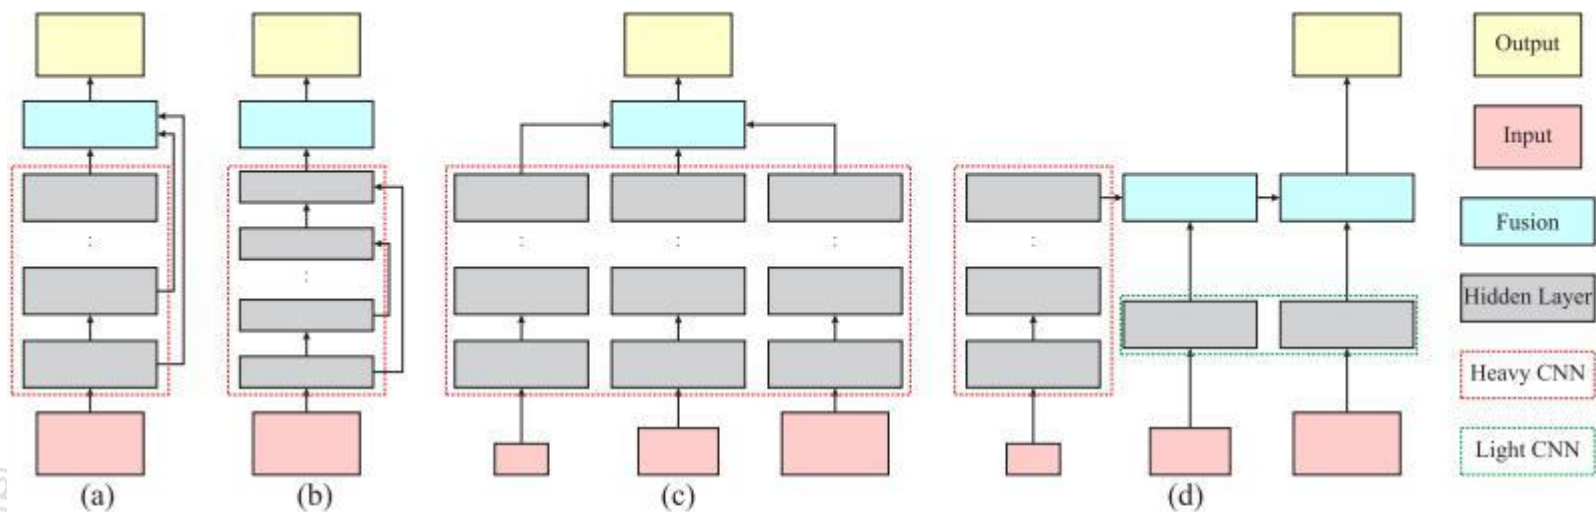 Output
Input
Fusion
Hidden Layer
Heavy CNN
Light CNN
(a)
(b)
(c)
(d)